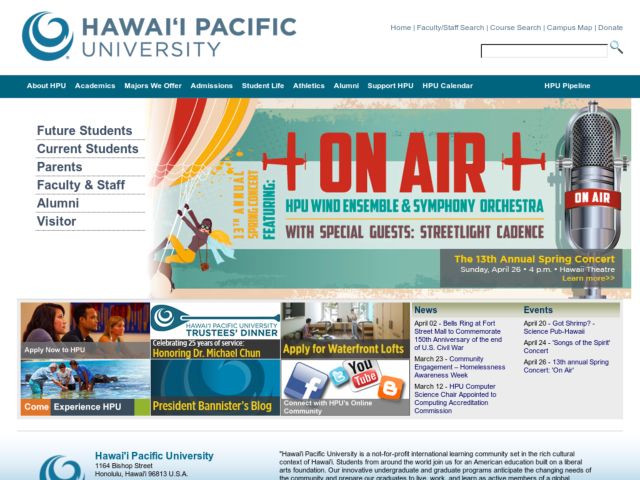 HAWAI'I PACIFIC
UNIVERSITY
Home | Faculty/Staff Search | Course Search | Campus Map | Donate
About HPU Academics Majors We Offer Admissions Student Life Athletics Alumni Support HPU HPU Calendar HPU Pipeline
Future Students
Current Students
Parents
Faculty & Staff
Alumni
Visitor
13TH ANNUAL
SPRING CONCERT
FEATURING:
ON AIR
HPU WIND ENSEMBLE & SYMPHONY ORCHESTRA
WITH SPECIAL GUESTS: STREETLIGHT CADENCE
ON AIR
The 13th Annual Spring Concert
Sunday, April 26 • 4 p.m. • Hawaii Theatre
Learn more>>
Apply Now to HPU
HAWAI'I PACIFIC UNIVERSITY
TRUSTEES' DINNER
Celebrating 25 years of service:
Honoring Dr. Michael Chun
Apply for Waterfront Lofts
Come Experience HPU
President Bannister's Blog
f
You
Tube
Connect with HPU's Online
Community
News
April 02 - Bells Ring at Fort
Street Mall to Commemorate
150th Anniversary of the end
of U.S. Civil War
March 23 - Community
Engagement – Homelessness
Awareness Week
March 12 - HPU Computer
Science Chair Appointed to
Computing Accreditation
Commission
Events
April 20 - Got Shrimp? -
Science Pub-Hawaii
April 24 - 'Songs of the Spirit'
Concert
April 26 - 13th annual Spring
Concert: 'On Air'
Hawai'i Pacific University
1164 Bishop Street
Honolulu, Hawai'i 96813 U.S.A.
"Hawai'i Pacific University is a not-for-profit international learning community set in the rich cultural
context of Hawai'i. Students from around the world join us for an American education built on a liberal
arts foundation. Our innovative undergraduate and graduate programs anticipate the changing needs of
the community and prepare our graduates to live, work, and learn as active members of a global